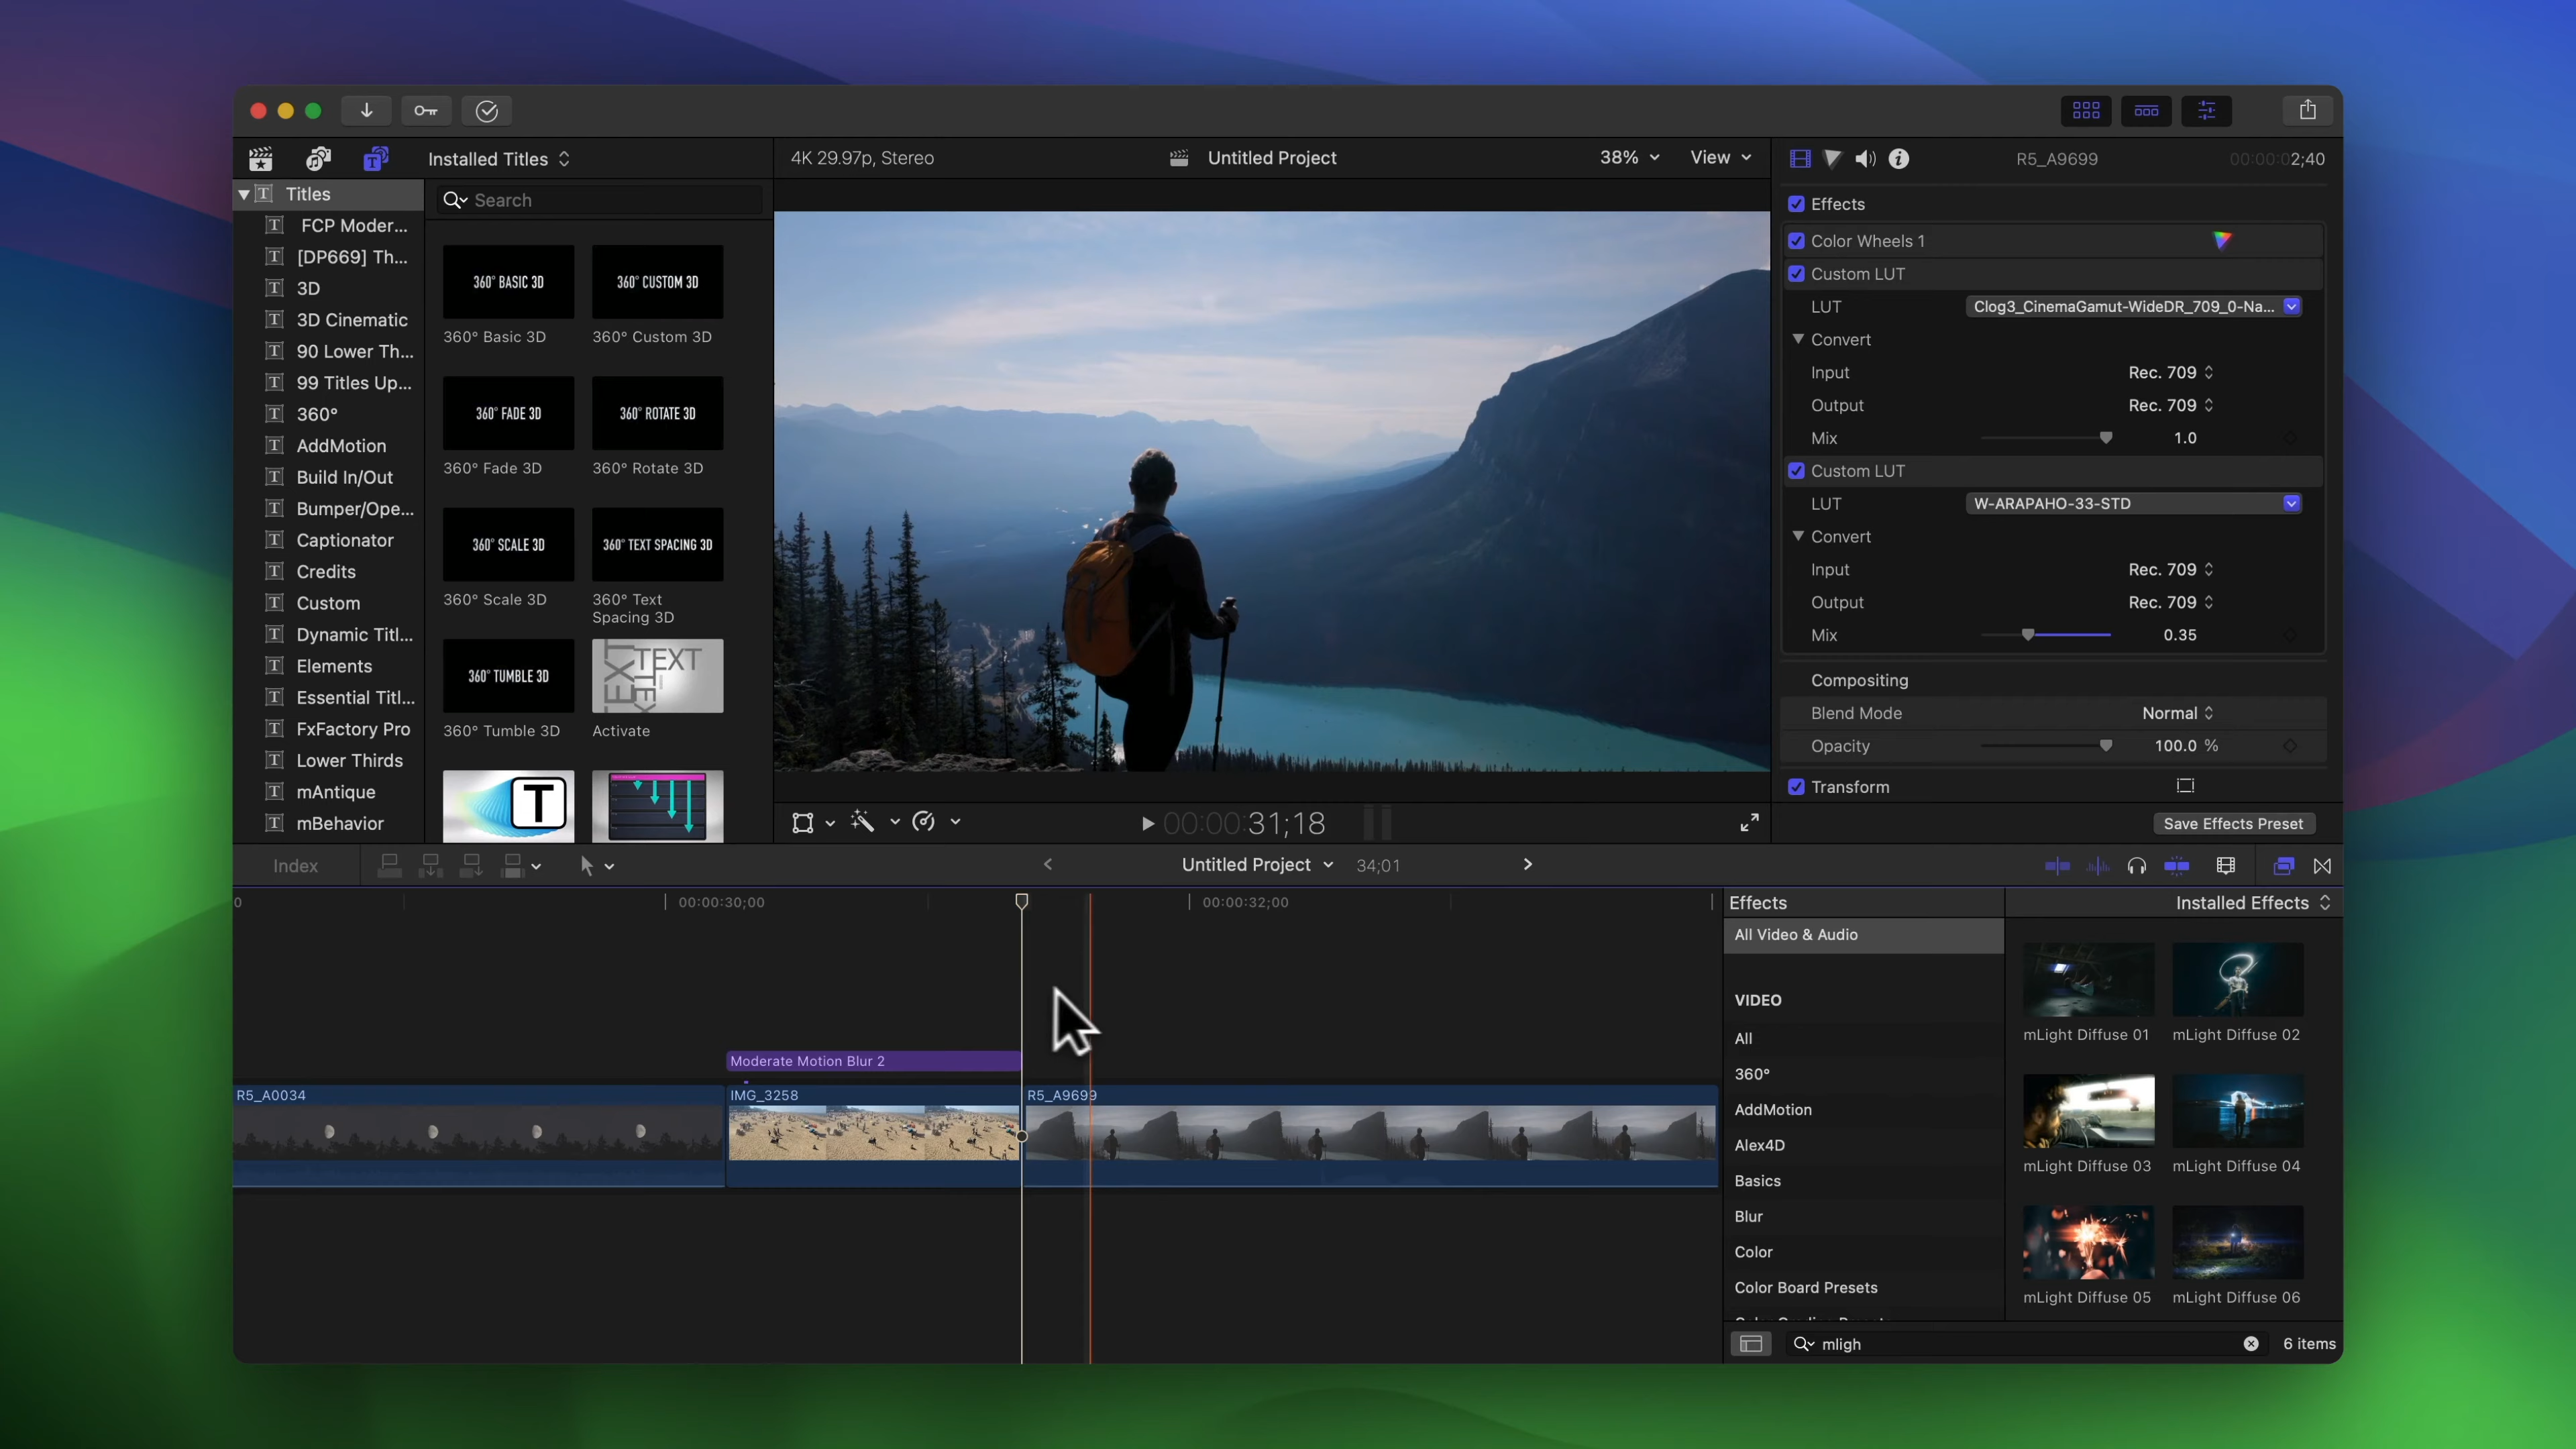 Installed Titles
4K 29.97p, Stereo
Untitled Project
38%
View
R5_A9699
00:00:02;40
Titles
FCP Moder...
[DP669] Th...
3D
3D Cinematic
90 Lower Th...
99 Titles Up...
360°
AddMotion
Build In/Out
Bumper/Ope...
Captionator
Credits
Custom
Dynamic Titl...
Elements
Essential Titl...
FxFactory Pro
Lower Thirds
mAntique
mBehavior
Search
360° BASIC 3D
360° CUSTOM 3D
360° Basic 3D
360° Custom 3D
360° FADE 3D
360° ROTATE 3D
360° Fade 3D
360° Rotate 3D
360° SCALE 3D
360° TEXT SPACING 3D
360° Scale 3D
360° Text
Spacing 3D
360° TUMBLE 3D
TEXT
TEXT
360° Tumble 3D
Activate
T
Effects
Color Wheels 1
Custom LUT
LUT
Clog3_CinemaGamut-WideDR_709_0-Na...
Convert
Input
Rec. 709
Output
Rec. 709
Mix
1.0
Custom LUT
LUT
W-ARAPAHO-33-STD
Convert
Input
Rec. 709
Output
Rec. 709
Mix
0.35
Compositing
Blend Mode
Normal
Opacity
100.0 %
Transform
Save Effects Preset
00:00:31;18
Index
Untitled Project
34;01
0
00:00:30;00
00:00:32;00
Moderate Motion Blur 2
R5_A0034
IMG_3258
R5_A9699
Effects
Installed Effects
All Video & Audio
VIDEO
All
360°
AddMotion
Alex4D
Basics
Blur
Color
Color Board Presets
mLight Diffuse 01
mLight Diffuse 02
mLight Diffuse 03
mLight Diffuse 04
mLight Diffuse 05
mLight Diffuse 06
mligh
6 items